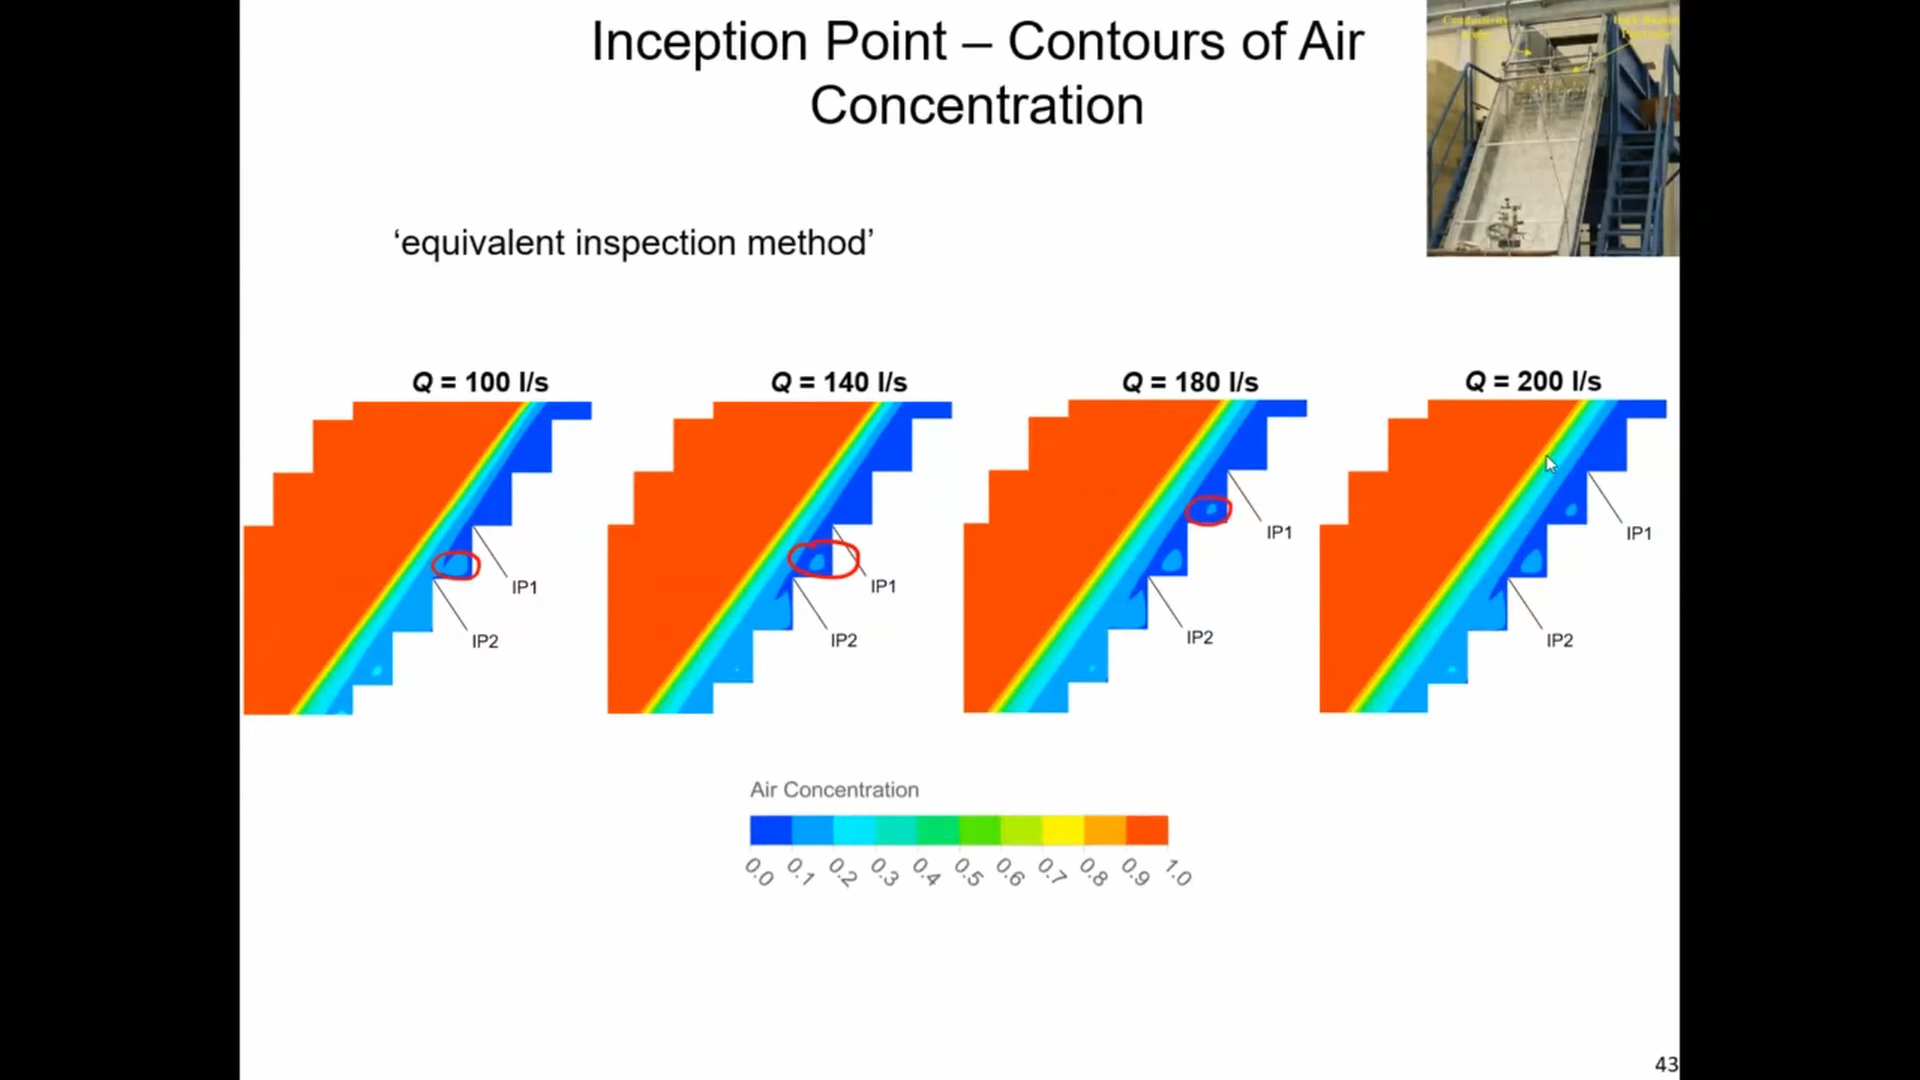 Inception Point – Contours of Air
Concentration
Conductivity
‘equivalent inspection method’
Q = 100 l/s
Q = 140 l/s
Q = 180 l/s
Q = 200 l/s
IP1
IP2
IP1
IP2
IP1
IP2
IP1
IP2
Air Concentration
0.0 0.1 0.2 0.3 0.4 0.5 0.6 0.7 0.8 0.9 1.0
43